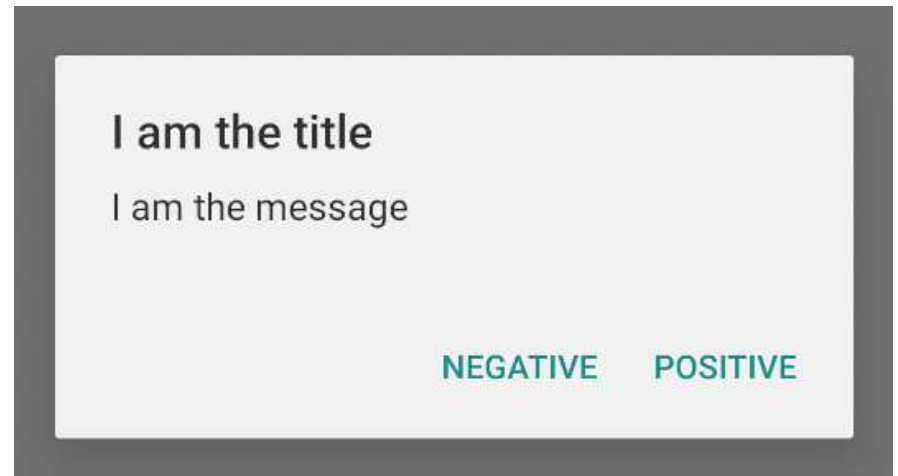 I am the title
I am the message
NEGATIVE POSITIVE